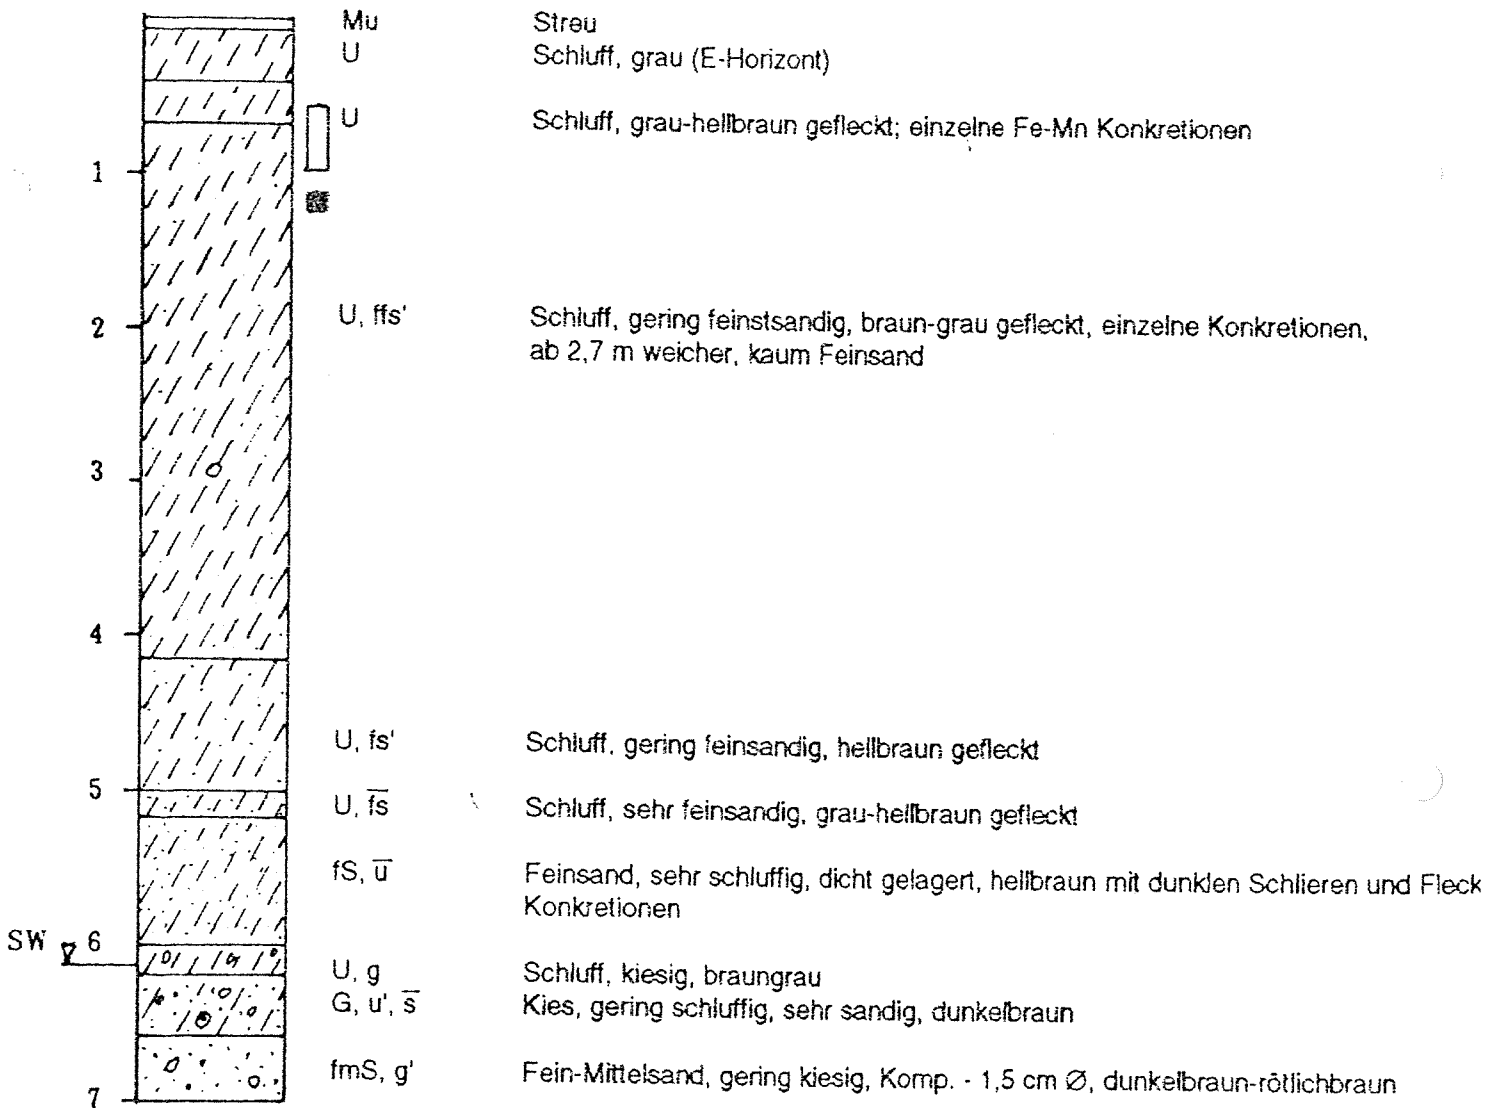 Mu Streu
U Schluff, grau (E-Horizont)
U Schluff, grau-hellbraun gefleckt; einzelne Fe-Mn Konkretionen
1
2 U, ffs' Schluff, gering feinstsandig, braun-grau gefleckt, einzelne Konkretionen,
ab 2,7 m weicher, kaum Feinsand
3
4
U, fs' Schluff, gering feinsandig, hellbraun gefleckt
5
U, f̅s̅ Schluff, sehr feinsandig, grau-hellbraun gefleckt
fS, u̅ Feinsand, sehr schluffig, dicht gelagert, hellbraun mit dunklen Schlieren und Fleck
Konkretionen
SW 6
U, g Schluff, kiesig, braungrau
G, u', s̅ Kies, gering schluffig, sehr sandig, dunkelbraun
fmS, g' Fein-Mittelsand, gering kiesig, Komp. - 1,5 cm Ø, dunkelbraun-rötlichbraun
7